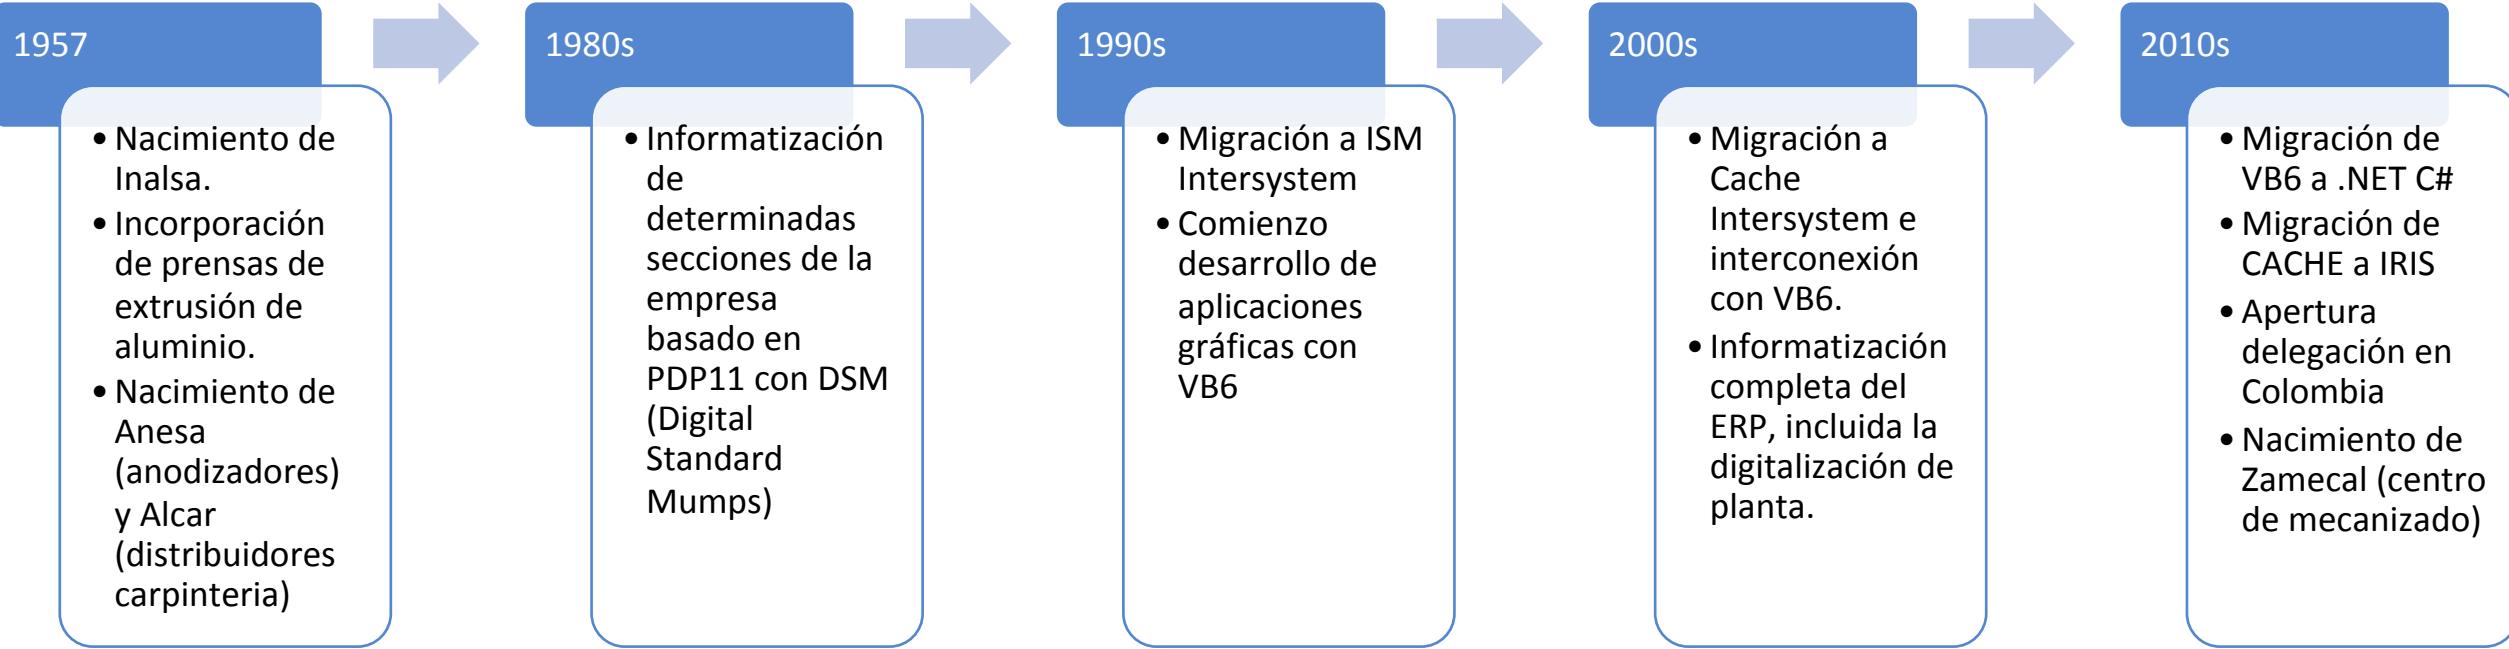 1957
• Nacimiento de
Inalsa.
• Incorporación
de prensas de
extrusión de
aluminio.
• Nacimiento de
Anesa
(anodizadores)
y Alcar
(distribuidores
carpinteria)
1980s
• Informatización
de
determinadas
secciones de la
empresa
basado en
PDP11 con DSM
(Digital
Standard
Mumps)
1990s
• Migración a ISM
Intersystem
• Comienzo
desarrollo de
aplicaciones
gráficas con
VB6
2000s
• Migración a
Cache
Intersystem e
interconexión
con VB6.
• Informatización
completa del
ERP, incluida la
digitalización de
planta.
2010s
• Migración de
VB6 a .NET C#
• Migración de
CACHE a IRIS
• Apertura
delegación en
Colombia
• Nacimiento de
Zamecal (centro
de mecanizado)